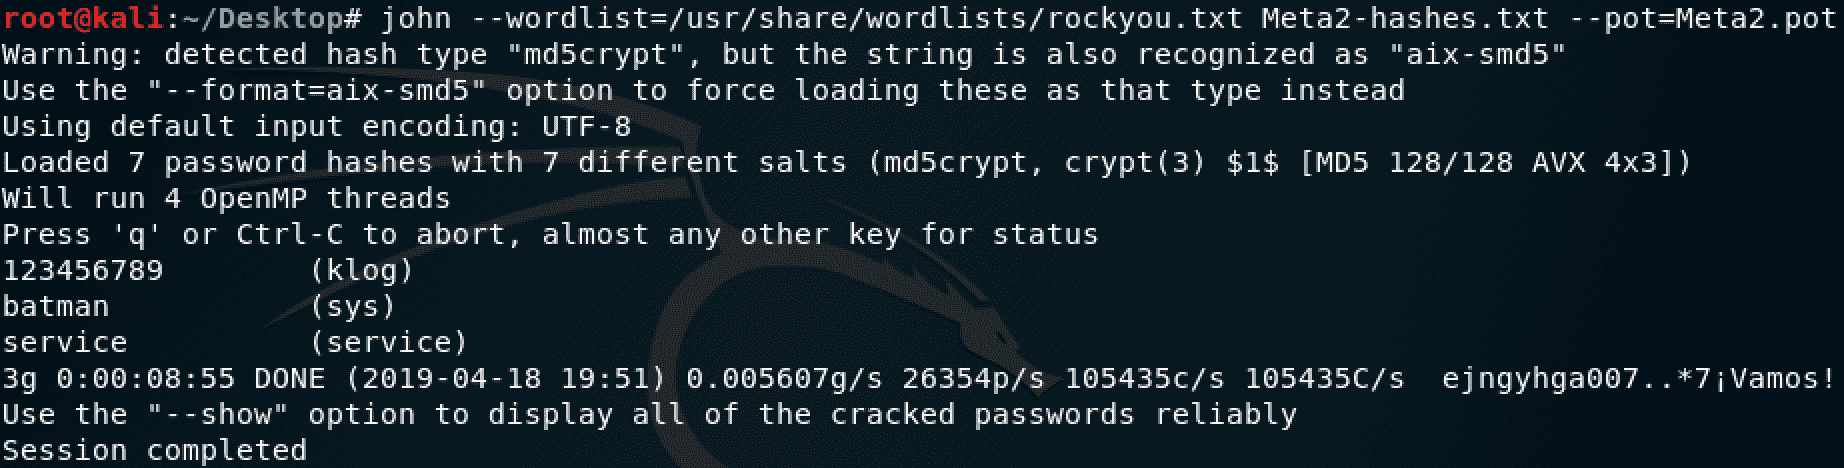 root@kali:~/Desktop# john --wordlist=/usr/share/wordlists/rockyou.txt Meta2-hashes.txt --pot=Meta2.pot
Warning: detected hash type "md5crypt", but the string is also recognized as "aix-smd5"
Use the "--format=aix-smd5" option to force loading these as that type instead
Using default input encoding: UTF-8
Loaded 7 password hashes with 7 different salts (md5crypt, crypt(3) $1$ [MD5 128/128 AVX 4x3])
Will run 4 OpenMP threads
Press 'q' or Ctrl-C to abort, almost any other key for status
123456789        (klog)
batman           (sys)
service          (service)
3g 0:00:08:55 DONE (2019-04-18 19:51) 0.005607g/s 26354p/s 105435c/s 105435C/s  ejngyhga007..*7¡Vamos!
Use the "--show" option to display all of the cracked passwords reliably
Session completed